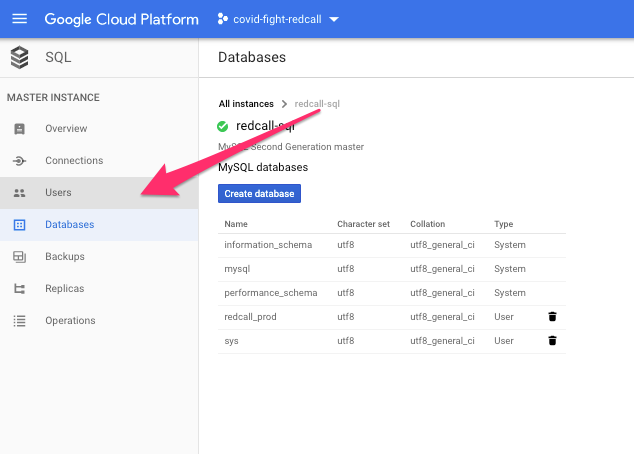 Google Cloud Platform covid-fight-redcall
SQL
Databases
MASTER INSTANCE
Overview
Connections
Users
Databases
Backups
Replicas
Operations
All instances redcall-sql
redcall-sql
MySQL Second Generation master
MySQL databases
Create database
Name Character set Collation Type
information_schema utf8 utf8_general_ci System
mysql utf8 utf8_general_ci System
performance_schema utf8 utf8_general_ci System
redcall_prod utf8 utf8_general_ci User
sys utf8 utf8_general_ci User